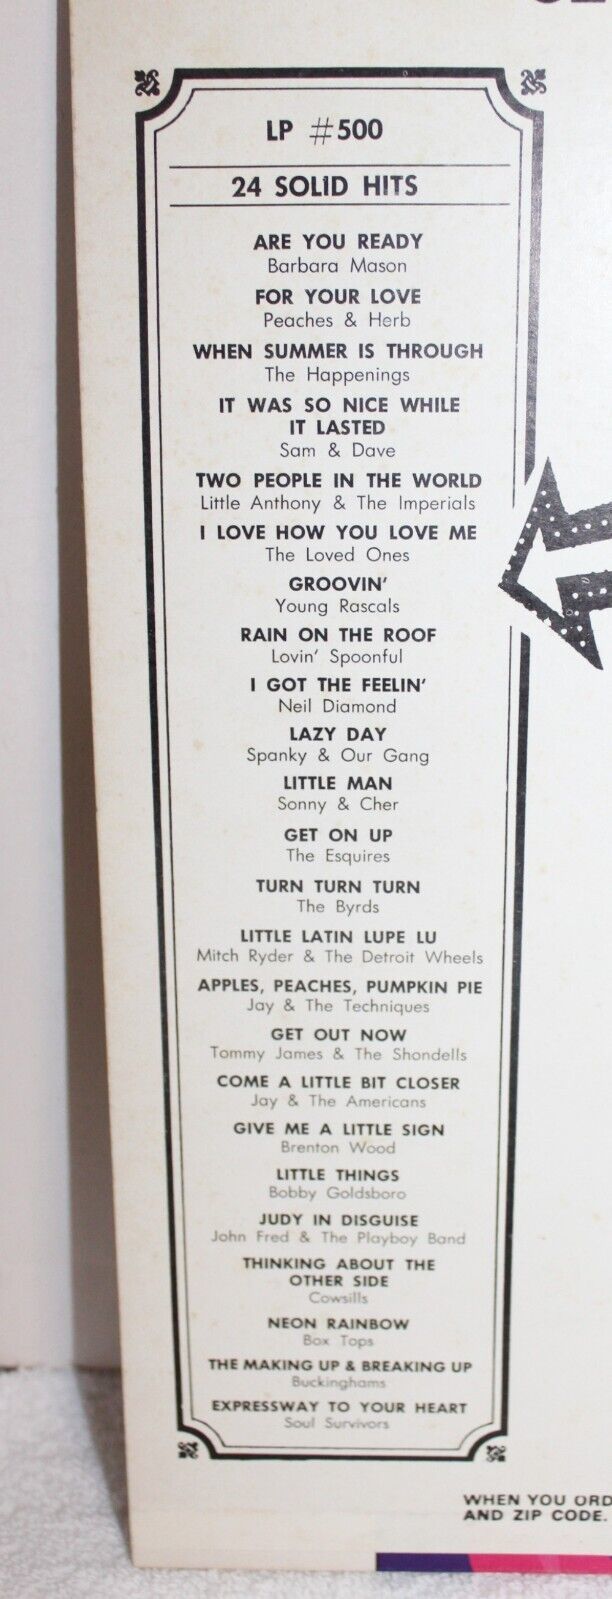 LP #500
24 SOLID HITS
ARE YOU READY
Barbara Mason
FOR YOUR LOVE
Peaches & Herb
WHEN SUMMER IS THROUGH
The Happenings
IT WAS SO NICE WHILE
IT LASTED
Sam & Dave
TWO PEOPLE IN THE WORLD
Little Anthony & The Imperials
I LOVE HOW YOU LOVE ME
The Loved Ones
GROOVIN'
Young Rascals
RAIN ON THE ROOF
Lovin' Spoonful
I GOT THE FEELIN'
Neil Diamond
LAZY DAY
Spanky & Our Gang
LITTLE MAN
Sonny & Cher
GET ON UP
The Esquires
TURN TURN TURN
The Byrds
LITTLE LATIN LUPE LU
Mitch Ryder & The Detroit Wheels
APPLES, PEACHES, PUMPKIN PIE
Jay & The Techniques
GET OUT NOW
Tommy James & The Shondells
COME A LITTLE BIT CLOSER
Jay & The Americans
GIVE ME A LITTLE SIGN
Brenton Wood
LITTLE THINGS
Bobby Goldsboro
JUDY IN DISGUISE
John Fred & The Playboy Band
THINKING ABOUT THE
OTHER SIDE
Cowsills
NEON RAINBOW
Box Tops
THE MAKING UP & BREAKING UP
Buckinghams
EXPRESSWAY TO YOUR HEART
Soul Survivors
WHEN YOU ORD
AND ZIP CODE.